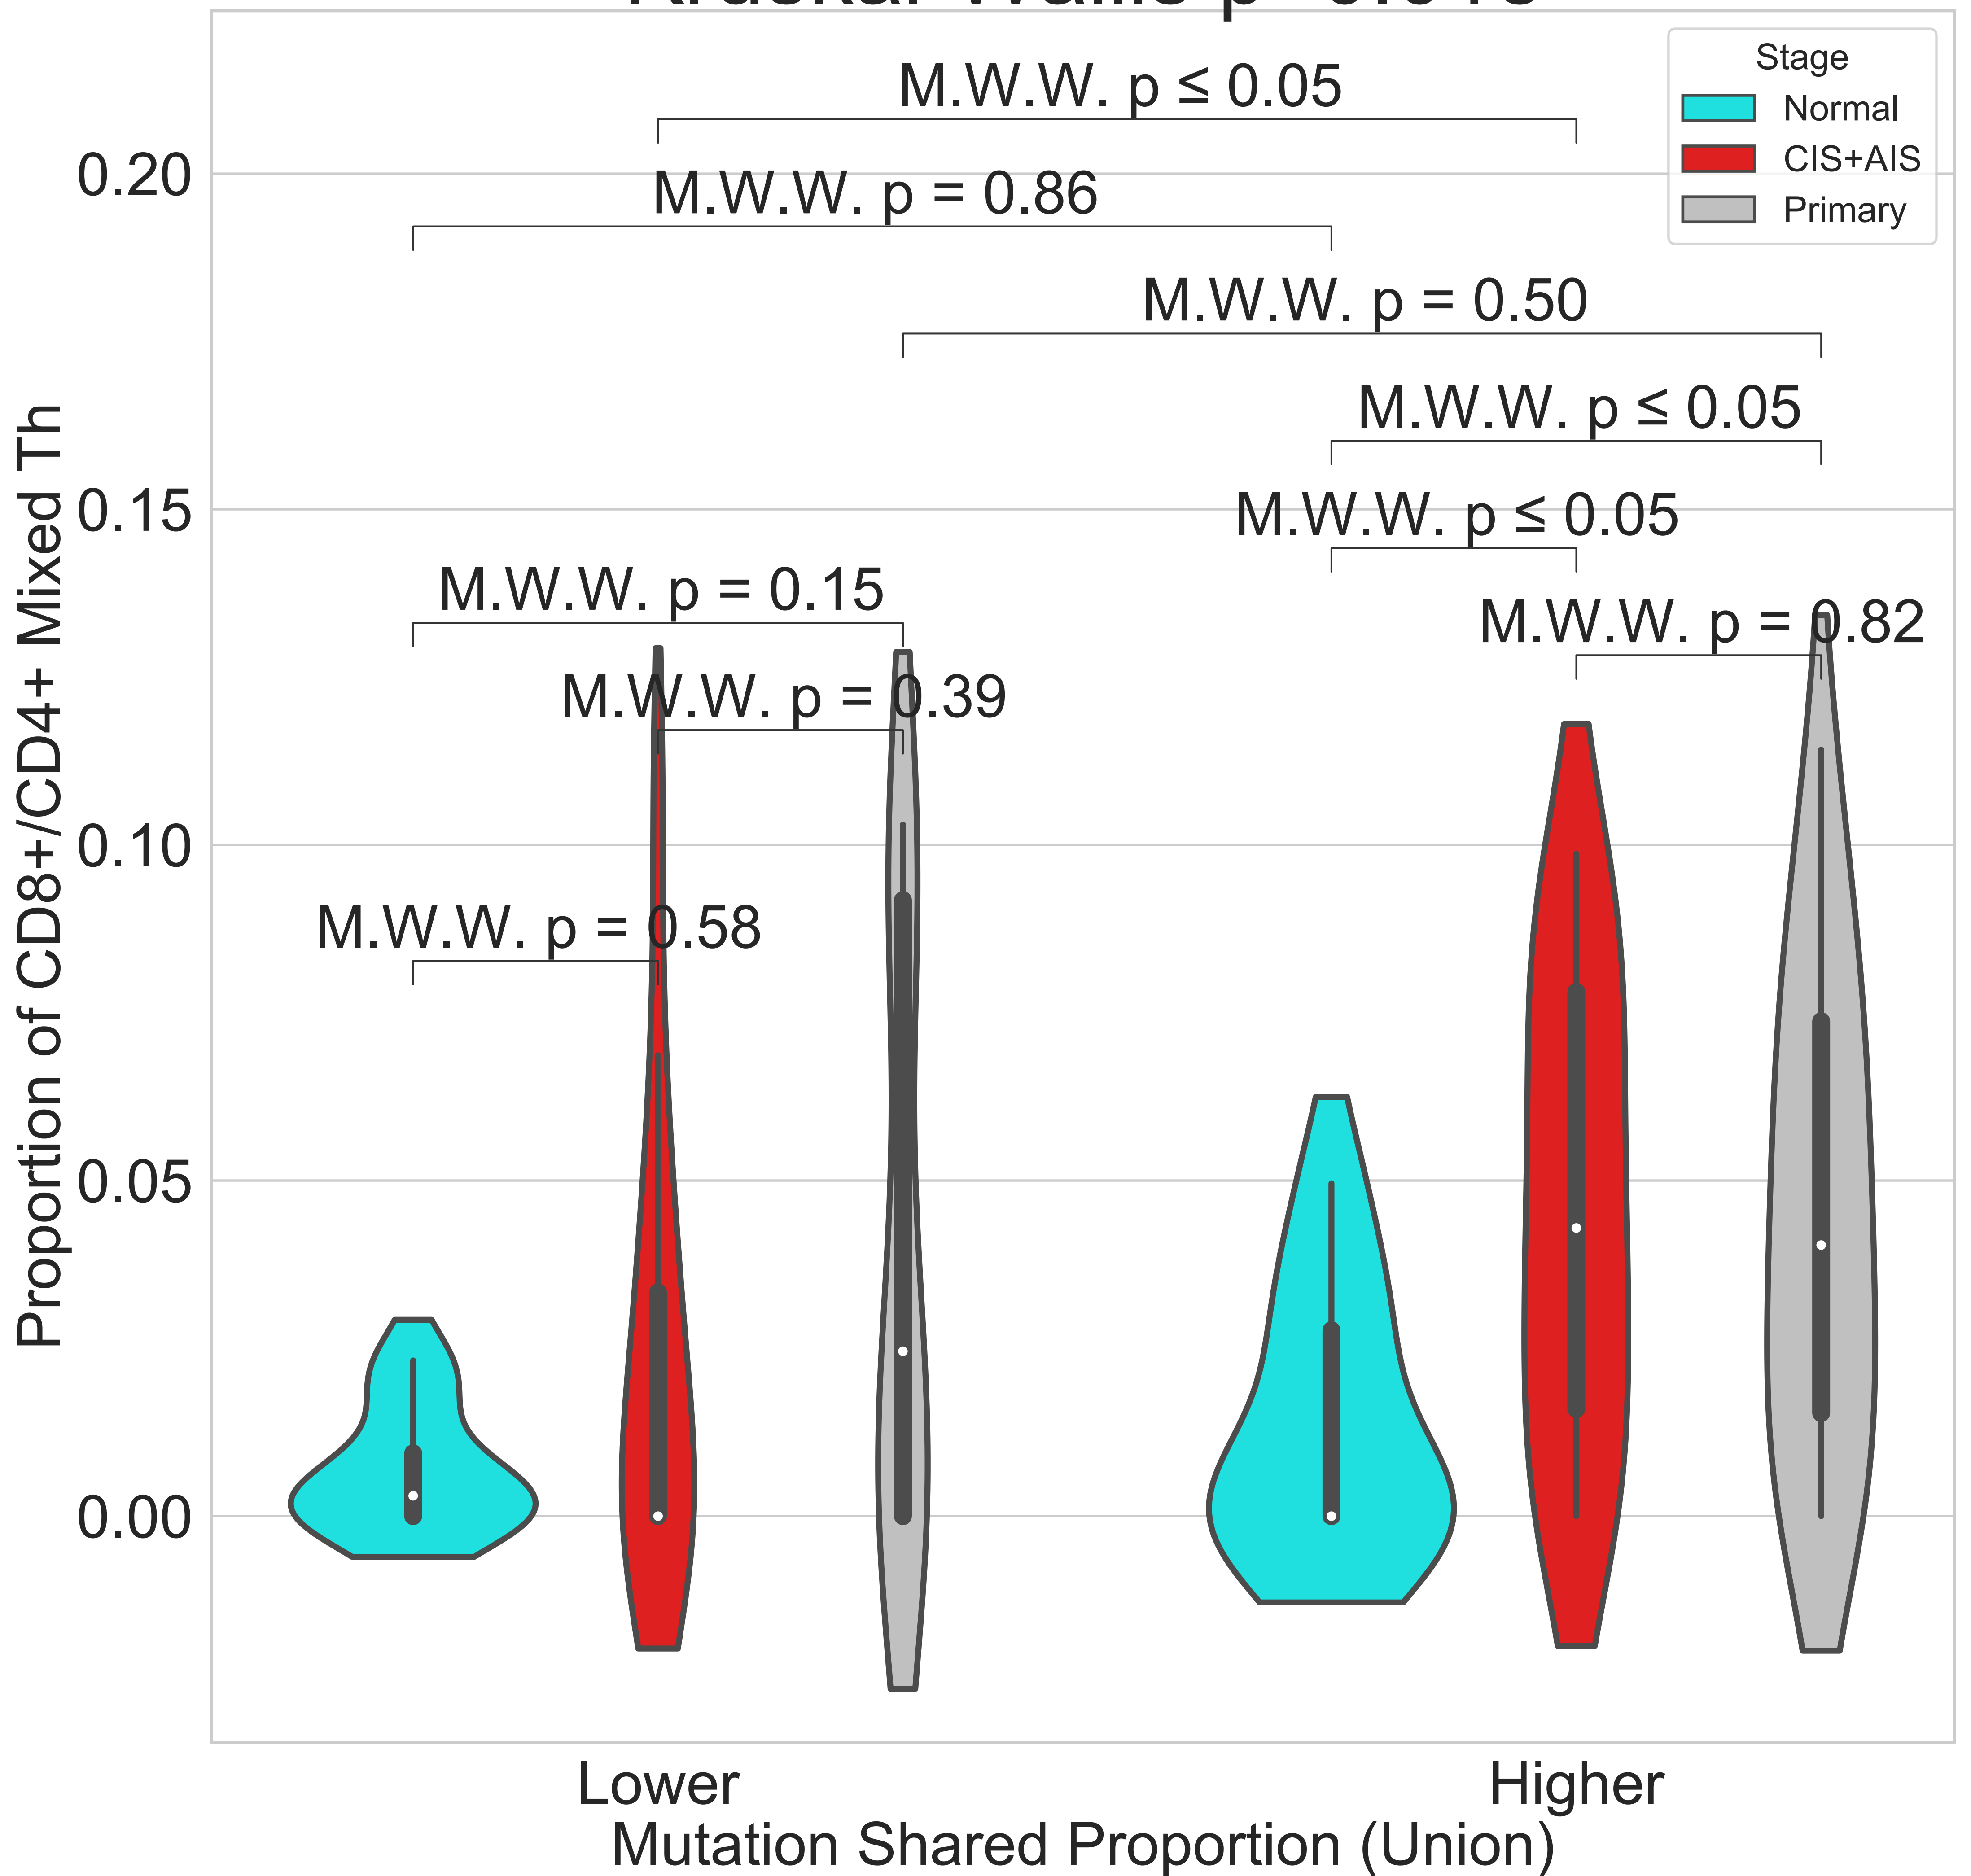 M.W.W. p ≤ 0.05
Stage
Normal
CIS+AIS
Primary
M.W.W. p = 0.86
M.W.W. p = 0.50
M.W.W. p ≤ 0.05
M.W.W. p ≤ 0.05
M.W.W. p = 0.15
M.W.W. p = 0.82
M.W.W. p = 0.39
M.W.W. p = 0.58
0.20
0.15
0.10
0.05
0.00
Proportion of CD8+/CD4+ Mixed Th
Lower
Higher
Mutation Shared Proportion (Union)